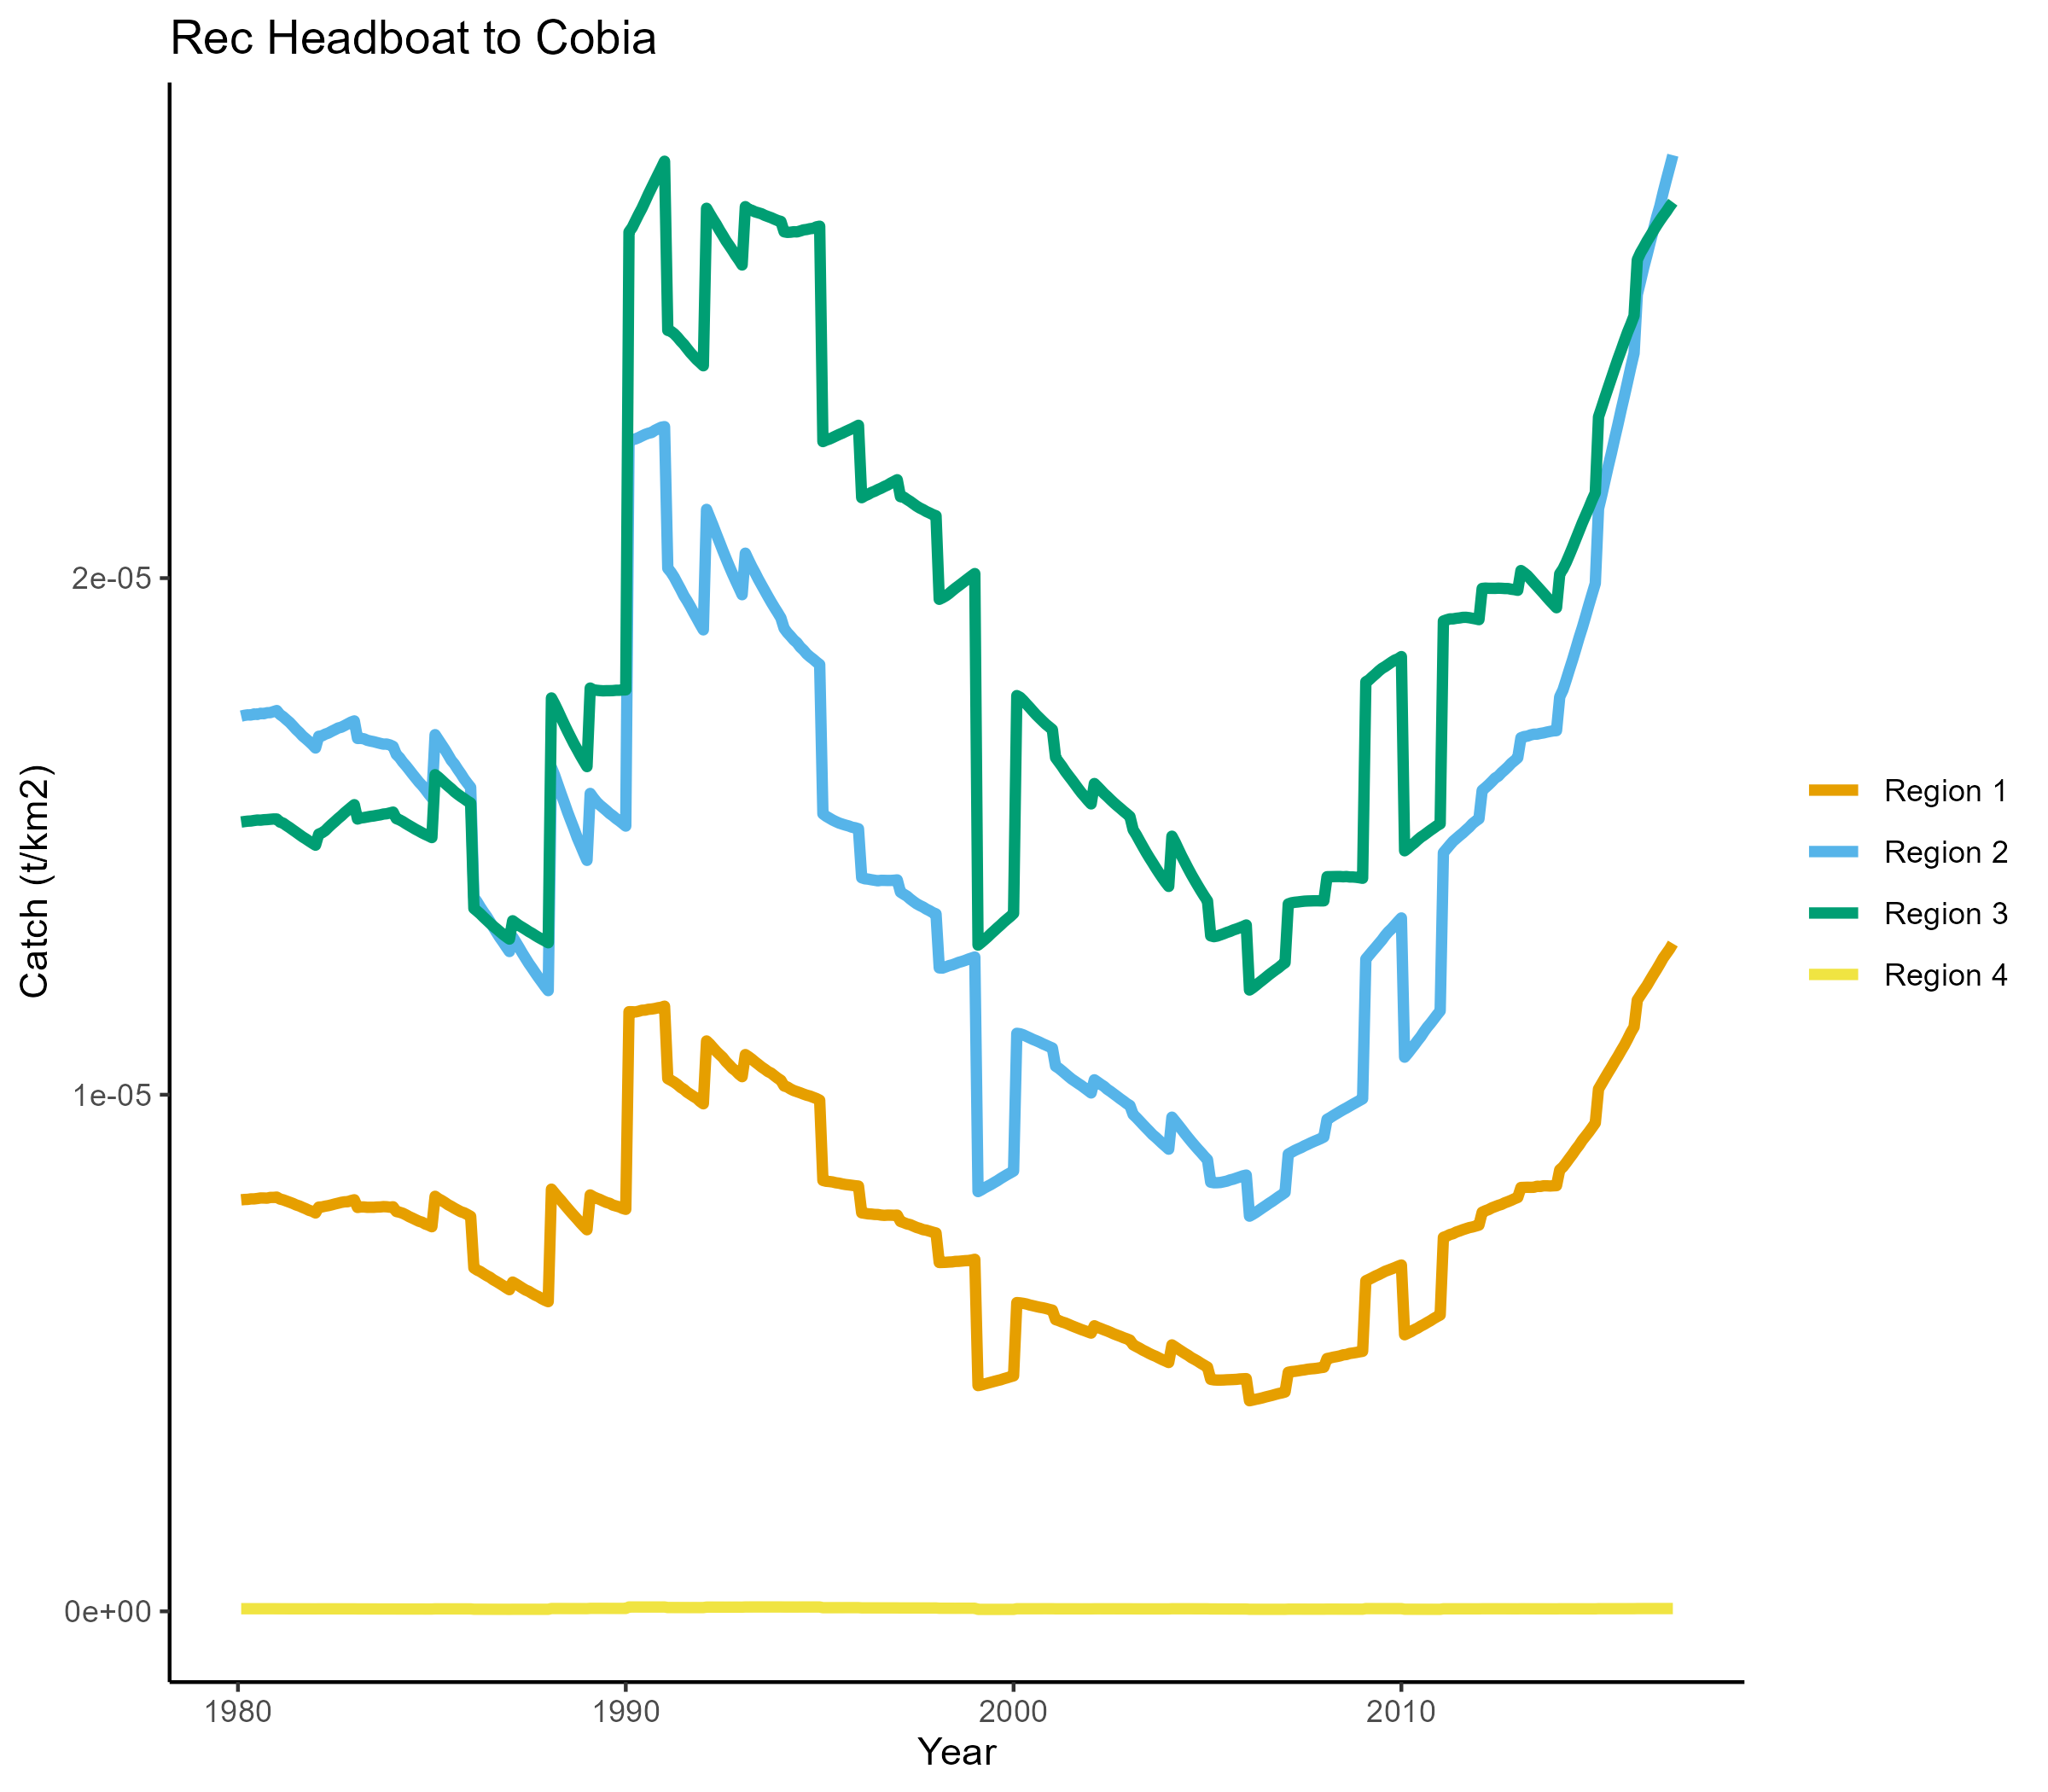 Rec Headboat to Cobia
Catch (t/km2)
2e-05
1e-05
0e+00
1980
1990
2000
2010
Year
Region 1
Region 2
Region 3
Region 4